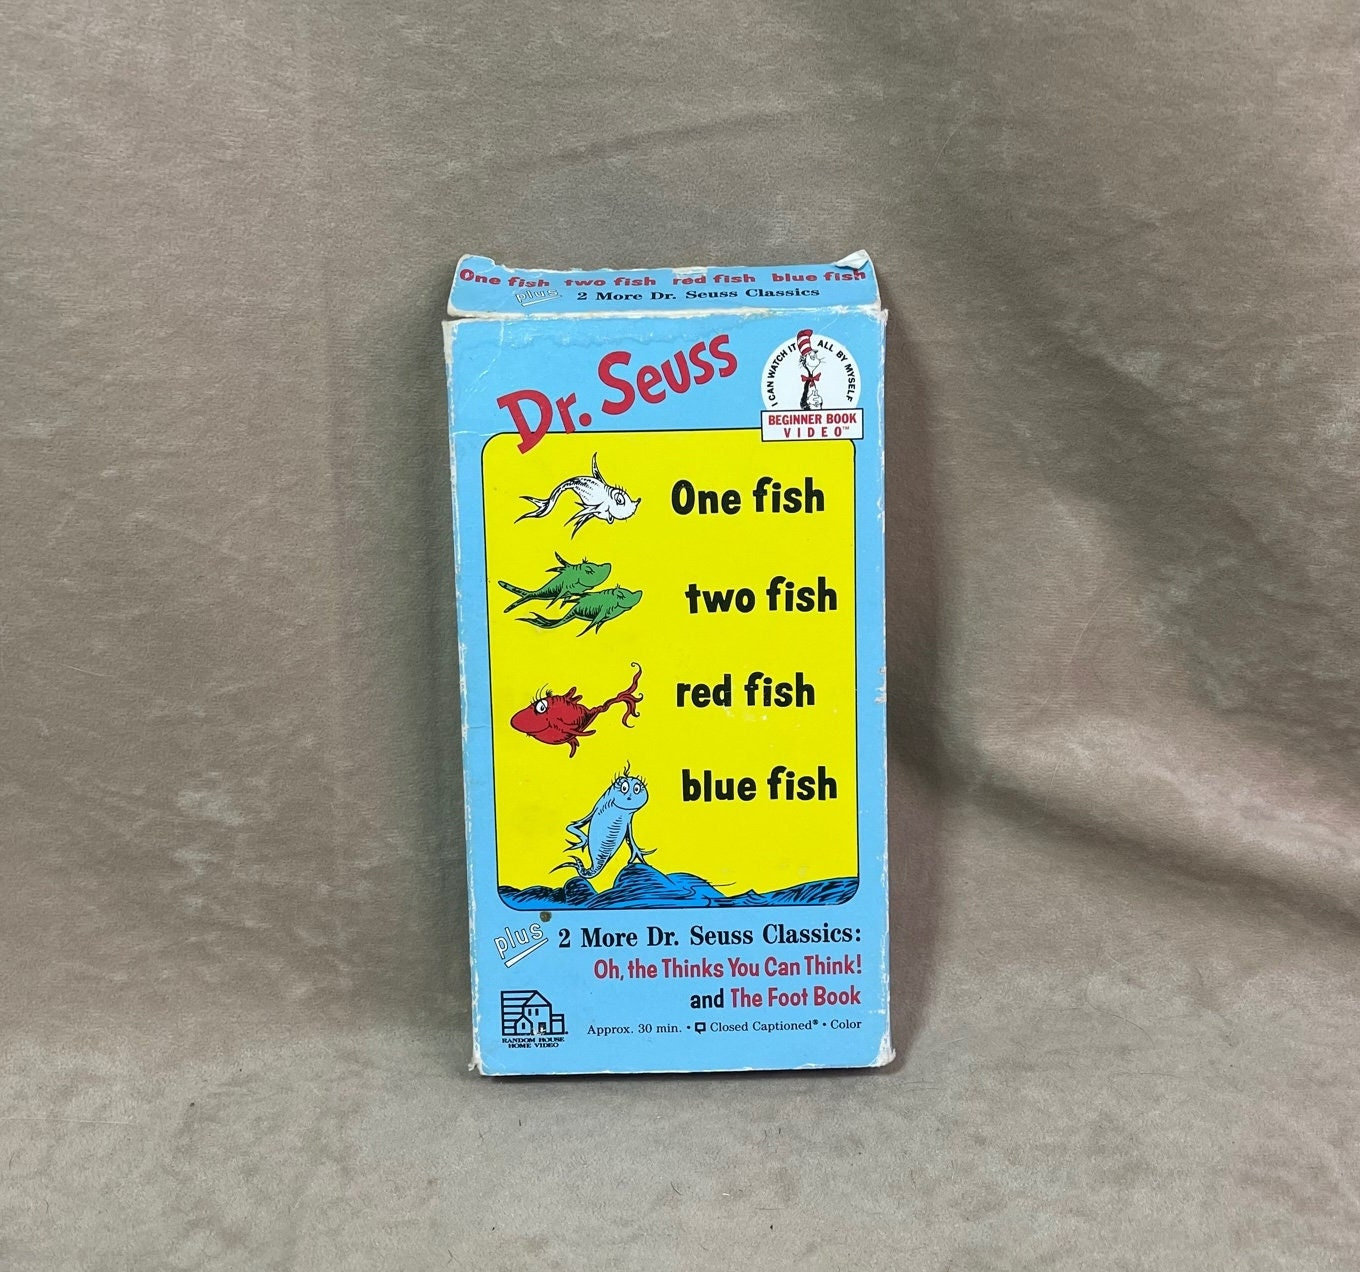 One fish two fish red fish blue fish
plus 2 More Dr. Seuss Classics
Dr. Seuss
I CAN WATCH IT ALL BY MYSELF
BEGINNER BOOK
VIDEO™
One fish
two fish
red fish
blue fish
plus 2 More Dr. Seuss Classics:
Oh, the Thinks You Can Think!
and The Foot Book
Approx. 30 min. • Closed Captioned® • Color
RANDOM HOUSE
HOME VIDEO